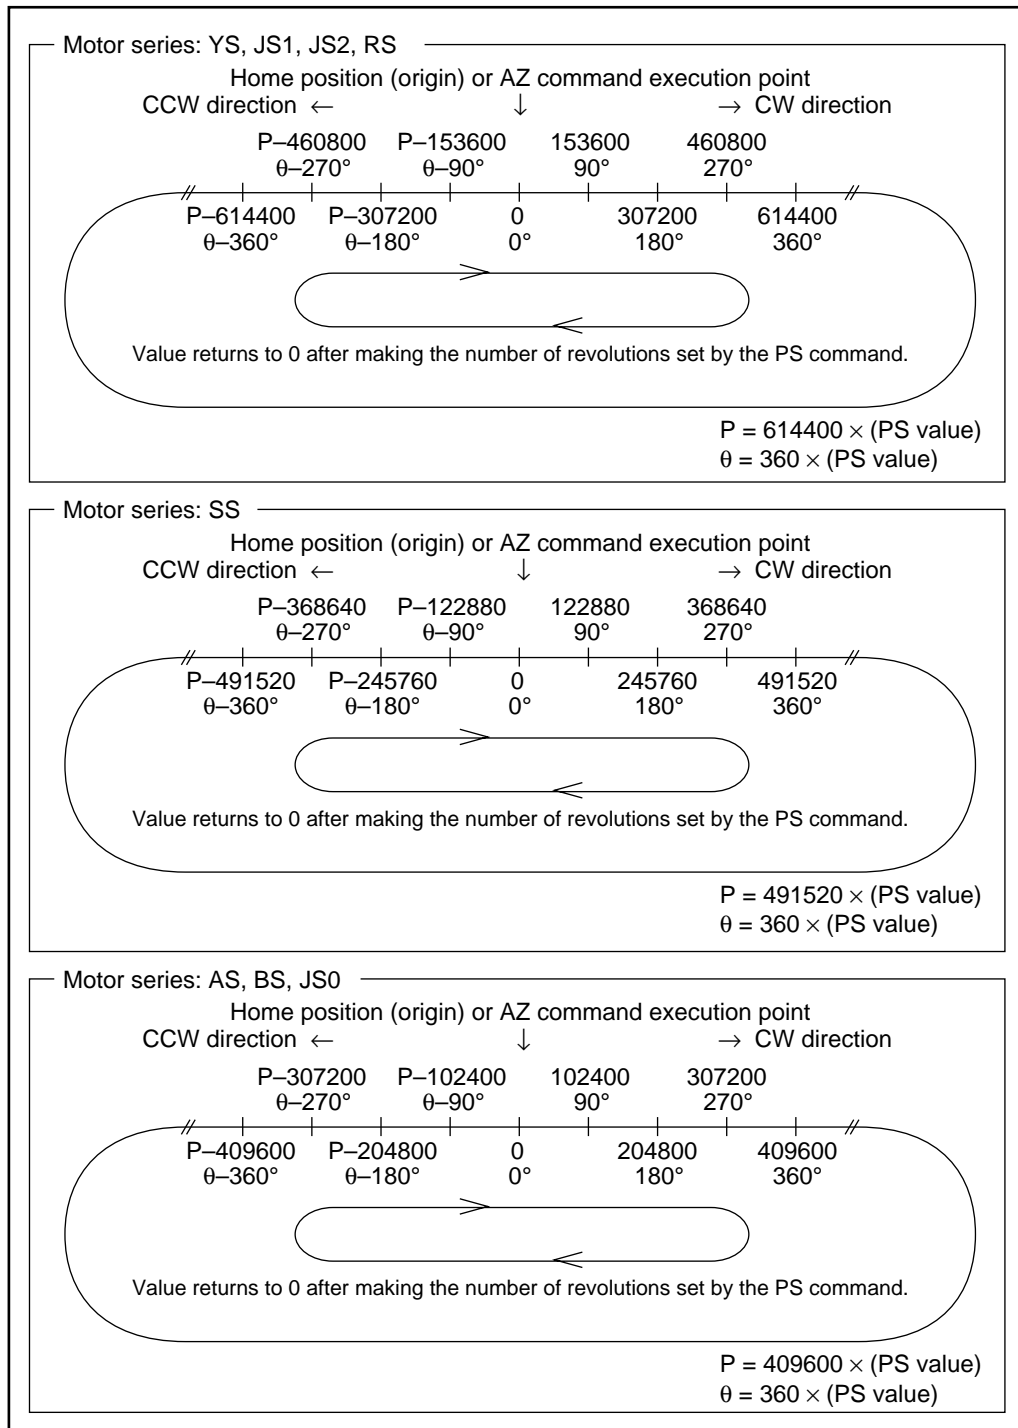 Motor series: YS, JS1, JS2, RS
Home position (origin) or AZ command execution point
CCW direction ← ↓ → CW direction
P–460800 P–153600 153600 460800
θ–270° θ–90° 90° 270°
P–614400 P–307200 0 307200 614400
θ–360° θ–180° 0° 180° 360°
Value returns to 0 after making the number of revolutions set by the PS command.
P = 614400 × (PS value)
θ = 360 × (PS value)
Motor series: SS
Home position (origin) or AZ command execution point
CCW direction ← ↓ → CW direction
P–368640 P–122880 122880 368640
θ–270° θ–90° 90° 270°
P–491520 P–245760 0 245760 491520
θ–360° θ–180° 0° 180° 360°
Value returns to 0 after making the number of revolutions set by the PS command.
P = 491520 × (PS value)
θ = 360 × (PS value)
Motor series: AS, BS, JS0
Home position (origin) or AZ command execution point
CCW direction ← ↓ → CW direction
P–307200 P–102400 102400 307200
θ–270° θ–90° 90° 270°
P–409600 P–204800 0 204800 409600
θ–360° θ–180° 0° 180° 360°
Value returns to 0 after making the number of revolutions set by the PS command.
P = 409600 × (PS value)
θ = 360 × (PS value)